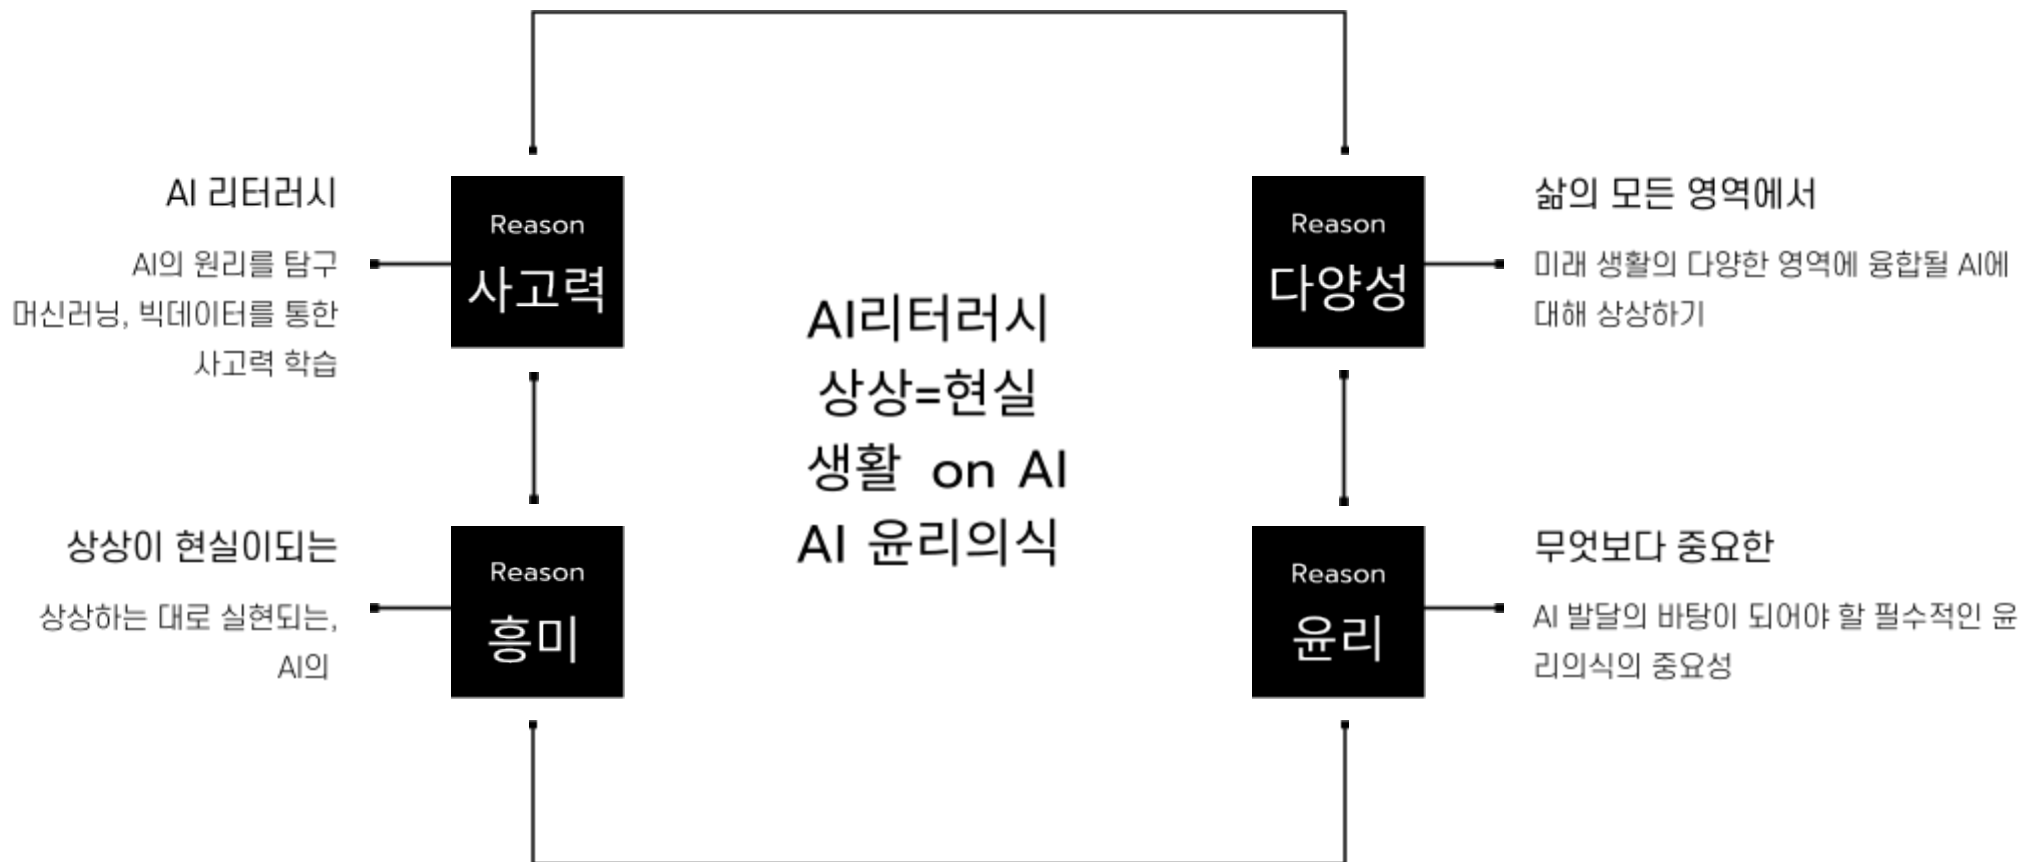 AI 리터러시
AI의 원리를 탐구
머신러닝, 빅데이터를 통한
사고력 학습
Reason
사고력
상상이 현실이되는
상상하는 대로 실현되는,
AI의
Reason
흥미
AI리터러시
상상=현실
생활 on AI
AI 윤리의식
Reason
다양성
삶의 모든 영역에서
미래 생활의 다양한 영역에 융합될 AI에
대해 상상하기
Reason
윤리
무엇보다 중요한
AI 발달의 바탕이 되어야 할 필수적인 윤
리의식의 중요성